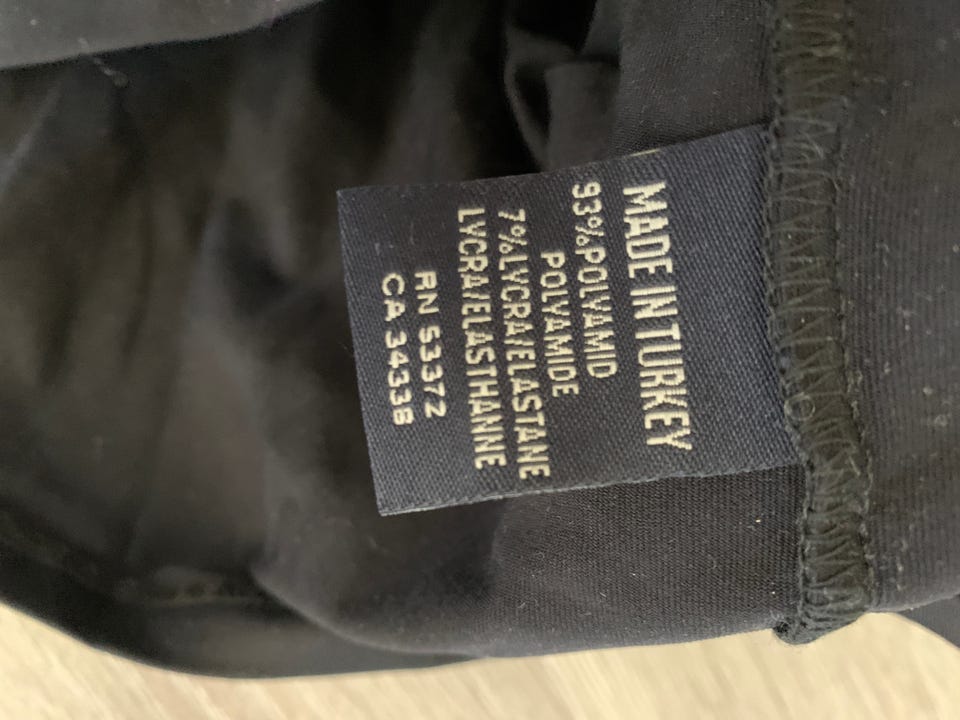 MADE IN TURKEY
93%POLYAMID
POLYAMIDE
7%LYCRA/ELASTANE
LYCRA/ELASTHANNE
RN 53372
CA 34338